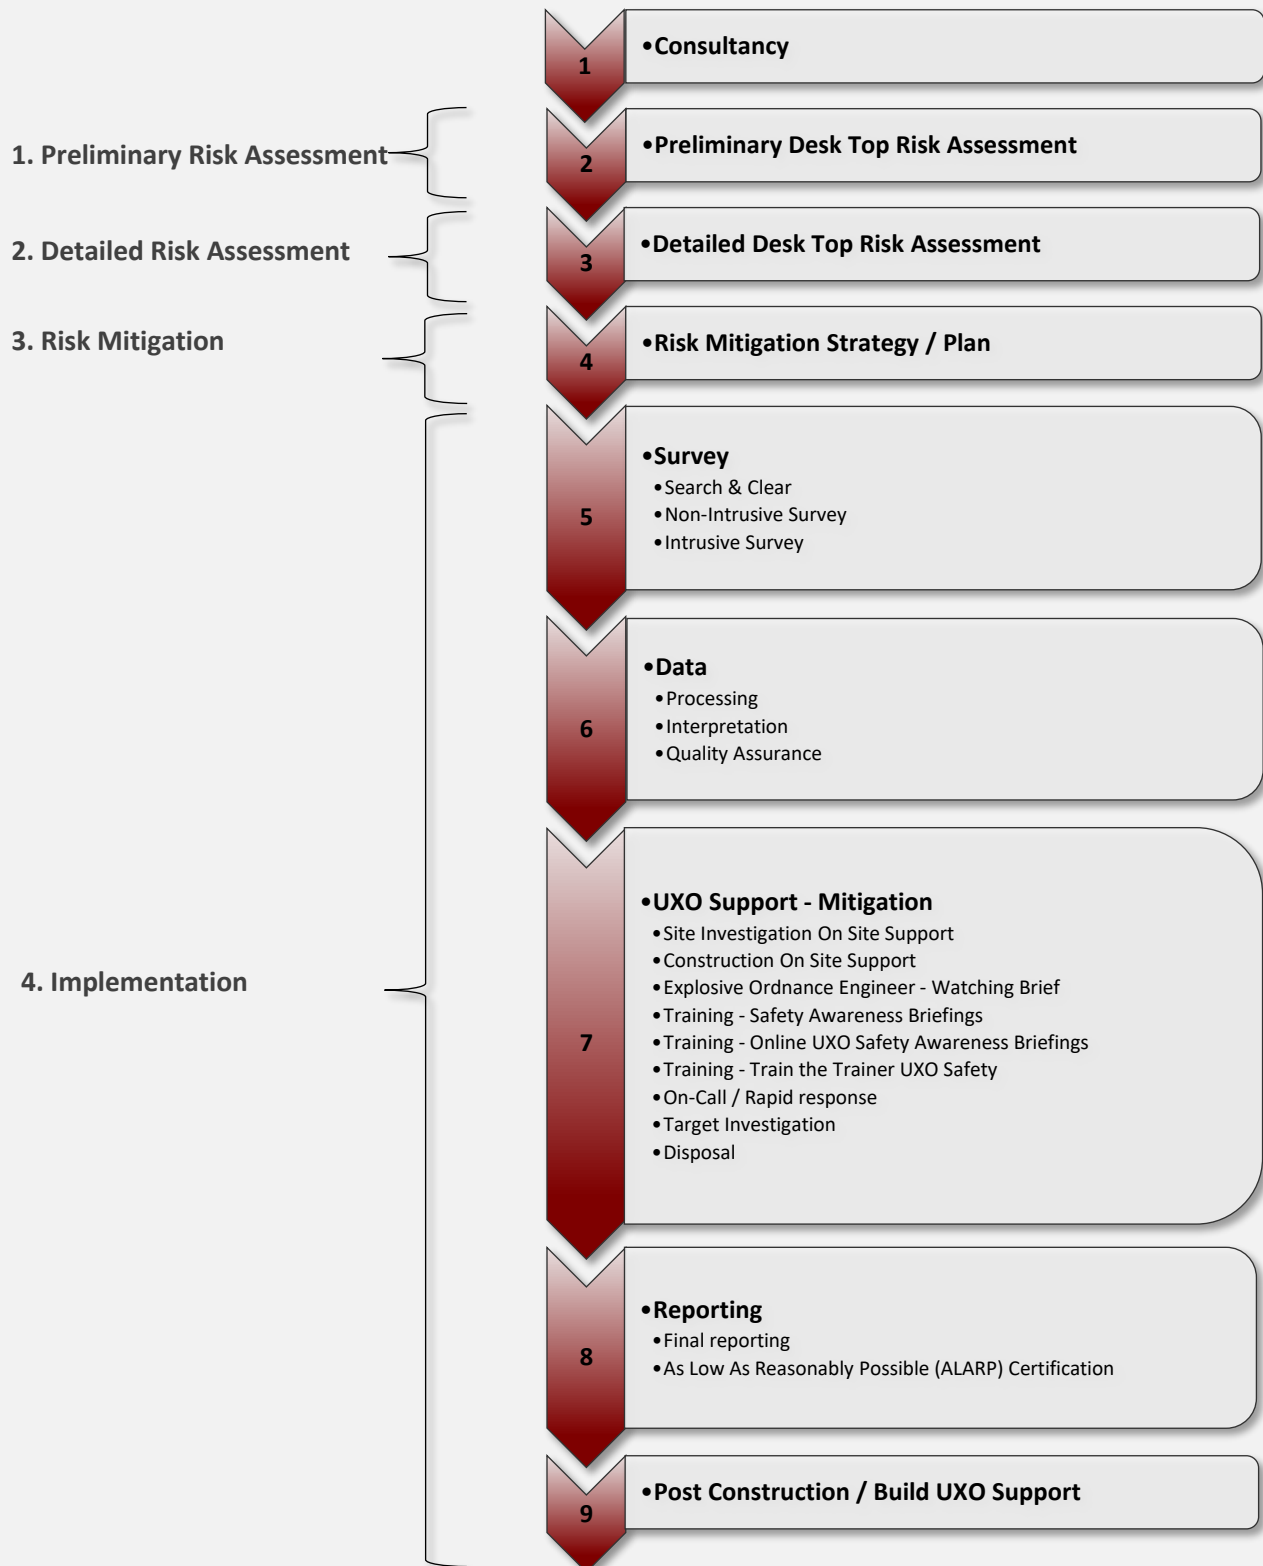 1
•Consultancy
1. Preliminary Risk Assessment
2
•Preliminary Desk Top Risk Assessment
2. Detailed Risk Assessment
3
•Detailed Desk Top Risk Assessment
3. Risk Mitigation
4
•Risk Mitigation Strategy / Plan
4. Implementation
5
•Survey
•Search & Clear
•Non-Intrusive Survey
•Intrusive Survey
6
•Data
•Processing
•Interpretation
•Quality Assurance
7
•UXO Support - Mitigation
•Site Investigation On Site Support
•Construction On Site Support
•Explosive Ordnance Engineer - Watching Brief
•Training - Safety Awareness Briefings
•Training - Online UXO Safety Awareness Briefings
•Training - Train the Trainer UXO Safety
•On-Call / Rapid response
•Target Investigation
•Disposal
8
•Reporting
•Final reporting
•As Low As Reasonably Possible (ALARP) Certification
9
•Post Construction / Build UXO Support